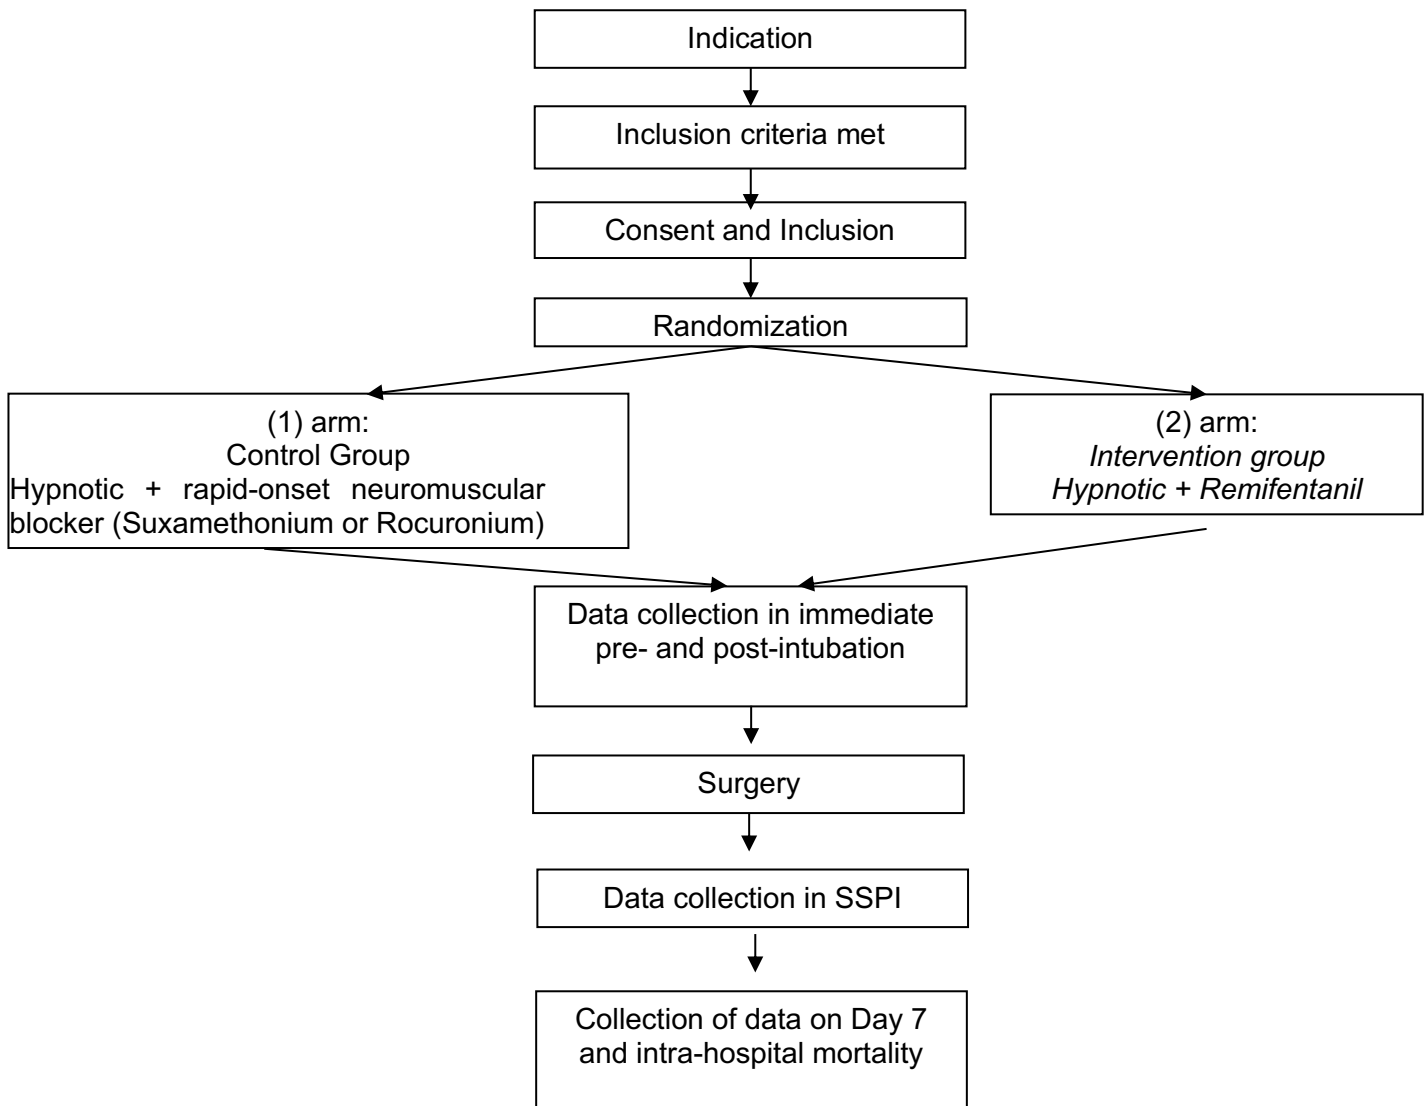 Indication
Inclusion criteria met
Consent and Inclusion
Randomization
(1) arm:
Control Group
Hypnotic + rapid-onset neuromuscular
blocker (Suxamethonium or Rocuronium)
(2) arm:
Intervention group
Hypnotic + Remifentanil
Data collection in immediate
pre- and post-intubation
Surgery
Data collection in SSPI
Collection of data on Day 7
and intra-hospital mortality